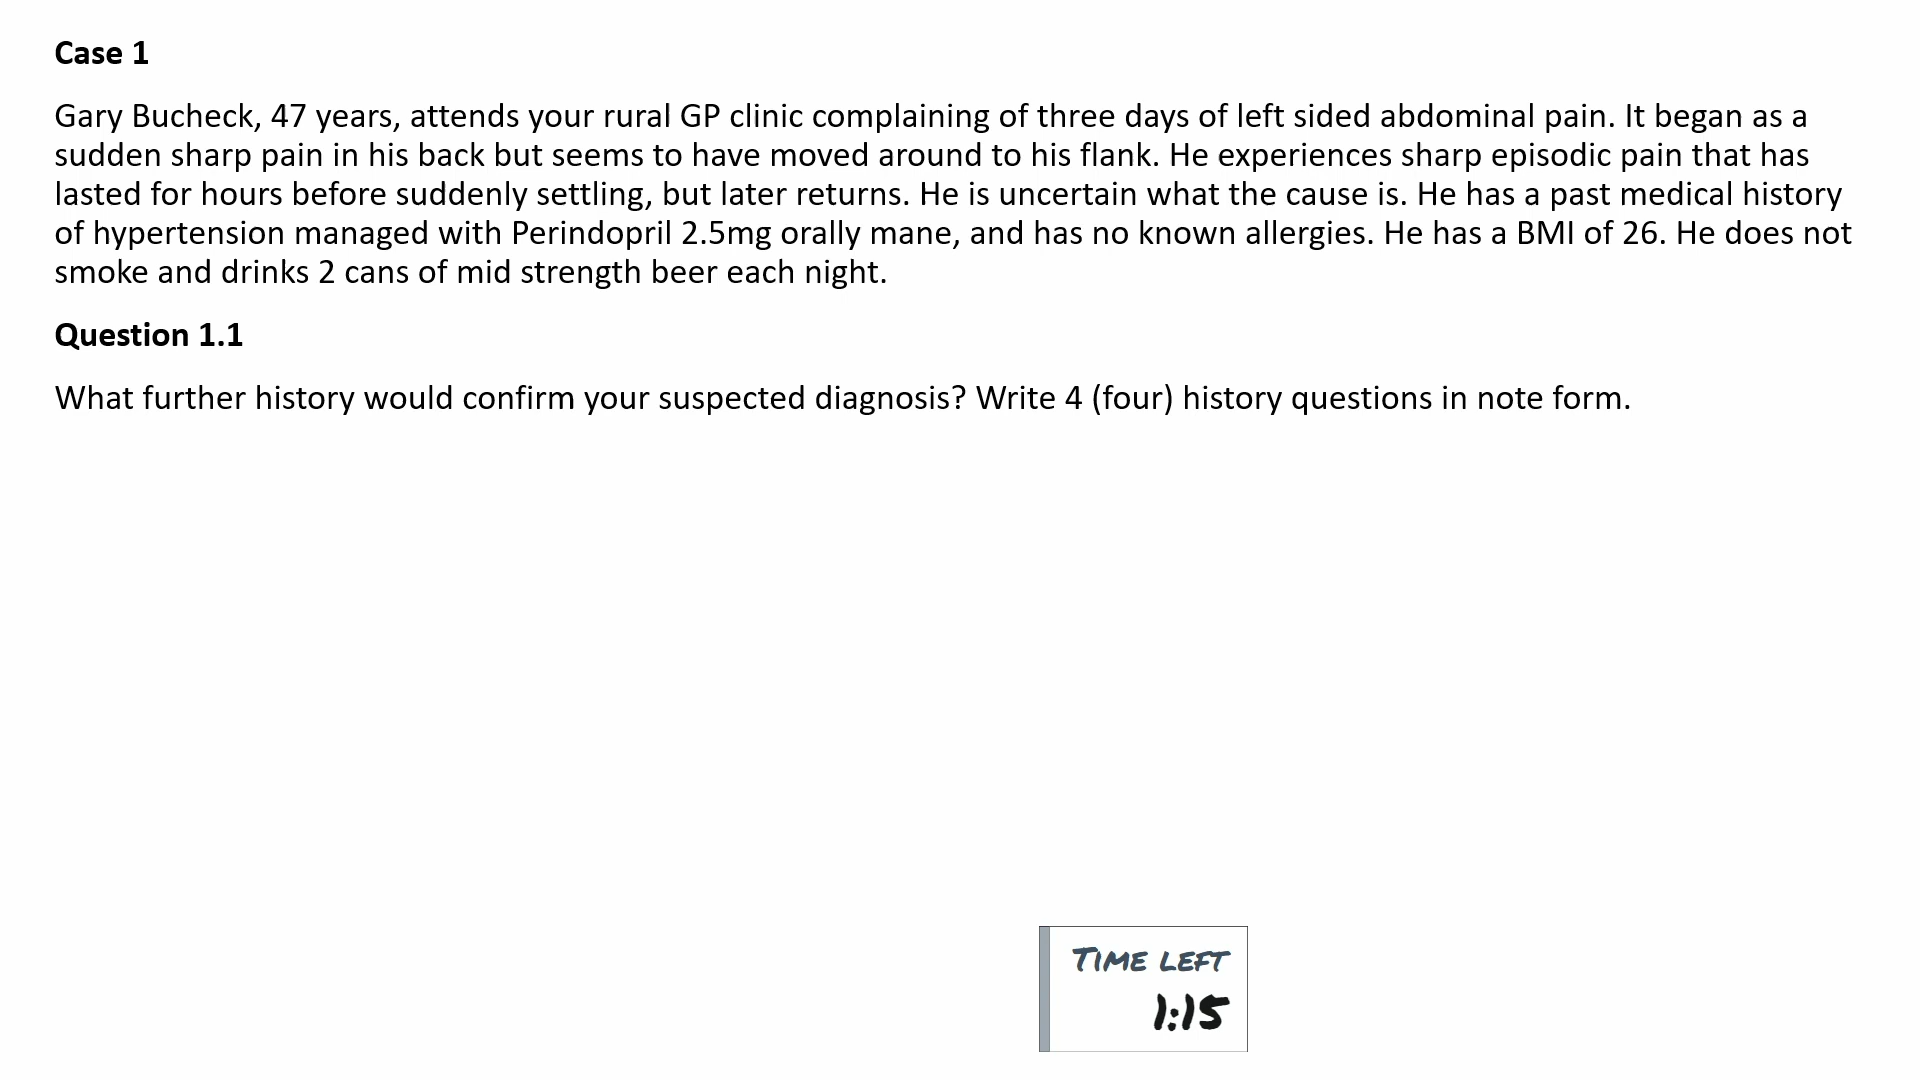 Case 1
Gary Bucheck, 47 years, attends your rural GP clinic complaining of three days of left sided abdominal pain. It began as a
sudden sharp pain in his back but seems to have moved around to his flank. He experiences sharp episodic pain that has
lasted for hours before suddenly settling, but later returns. He is uncertain what the cause is. He has a past medical history
of hypertension managed with Perindopril 2.5mg orally mane, and has no known allergies. He has a BMI of 26. He does not
smoke and drinks 2 cans of mid strength beer each night.
Question 1.1
What further history would confirm your suspected diagnosis? Write 4 (four) history questions in note form.
Time left
1:15